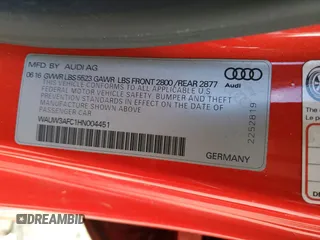 MFD. BY AUDI AG
06 16 GVWR LBS 5523 GAWR LBS FRONT 2800 /REAR 2877
THIS VEHICLE CONFORMS TO ALL APPLICABLE FEDERAL
MOTOR VEHICLE SAFETY, BUMPER AND THEFT
PREVENTION STANDARDS IN EFFECT ON THE DATE OF
MANUFACTURE SHOWN ABOVE.
PASSENGER CAR
WAUW3AFC1HN004451
Audi
2252819
GERMANY
DREAMBID